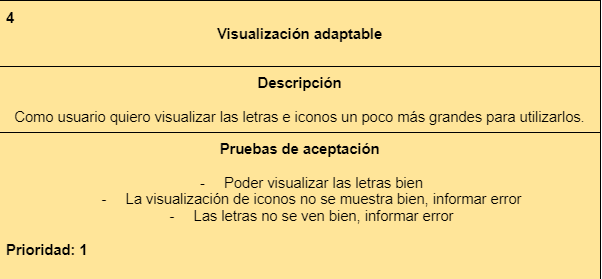 4
Visualización adaptable
Descripción
Como usuario quiero visualizar las letras e iconos un poco más grandes para utilizarlos.
Pruebas de aceptación
- Poder visualizar las letras bien
- La visualización de iconos no se muestra bien, informar error
- Las letras no se ven bien, informar error
Prioridad: 1